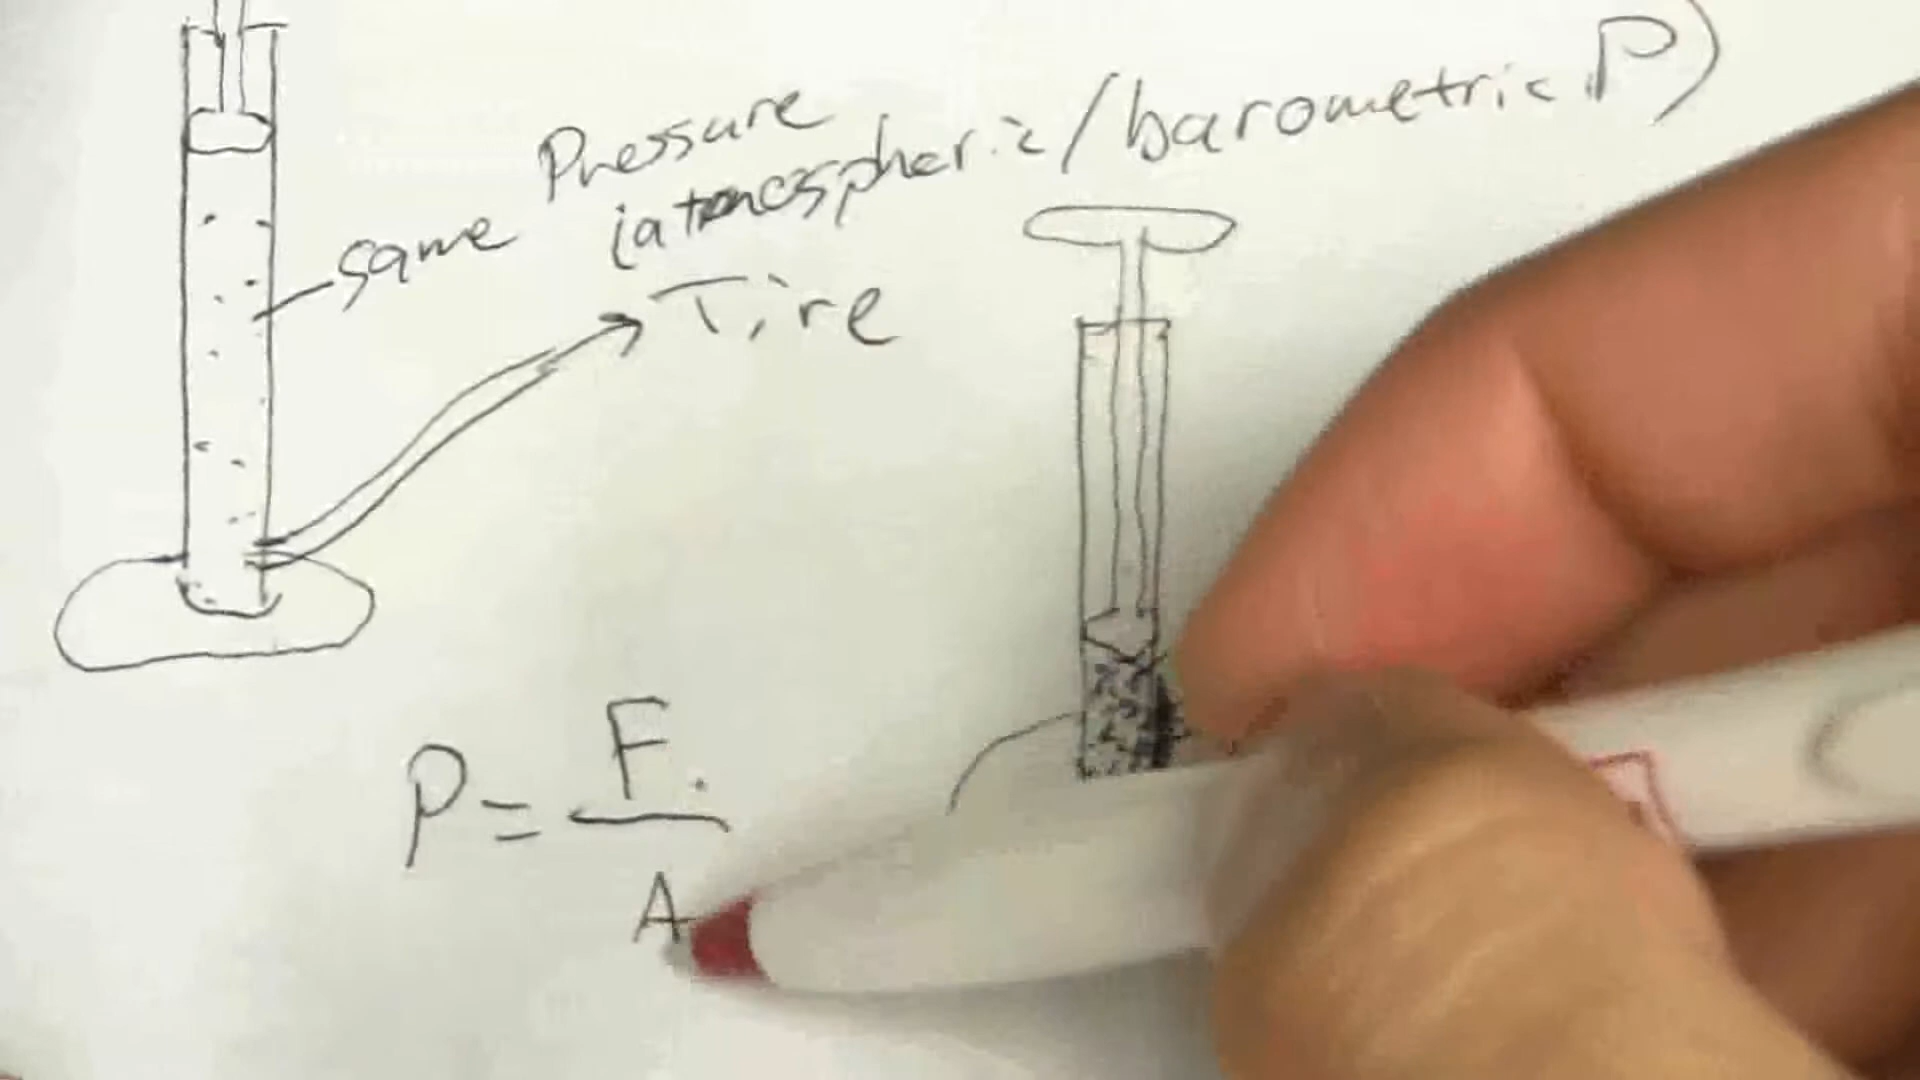 same Pressure
(atmospheric/barometric P)
Tire
P = F.
A